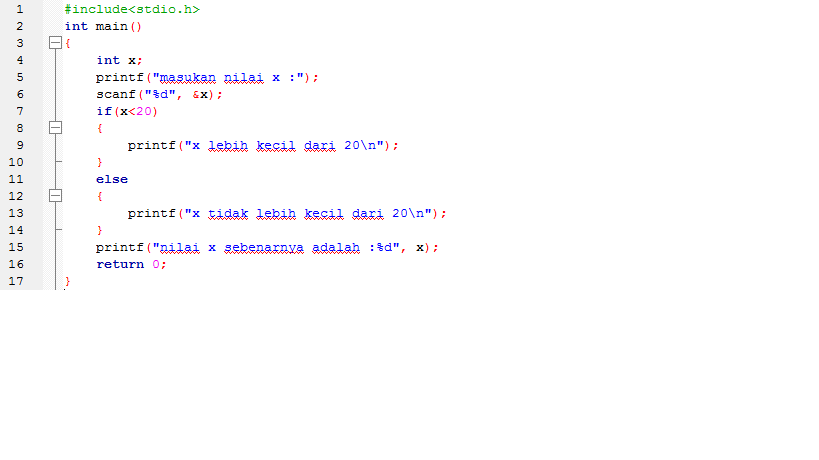 1 #include<stdio.h>
2 int main()
3 {
4 int x;
5 printf("masukan nilai x :");
6 scanf("%d", &x);
7 if(x<20)
8 {
9 printf("x lebih kecil dari 20\n");
10 }
11 else
12 {
13 printf("x tidak lebih kecil dari 20\n");
14 }
15 printf("nilai x sebenarnya adalah :%d", x);
16 return 0;
17 }